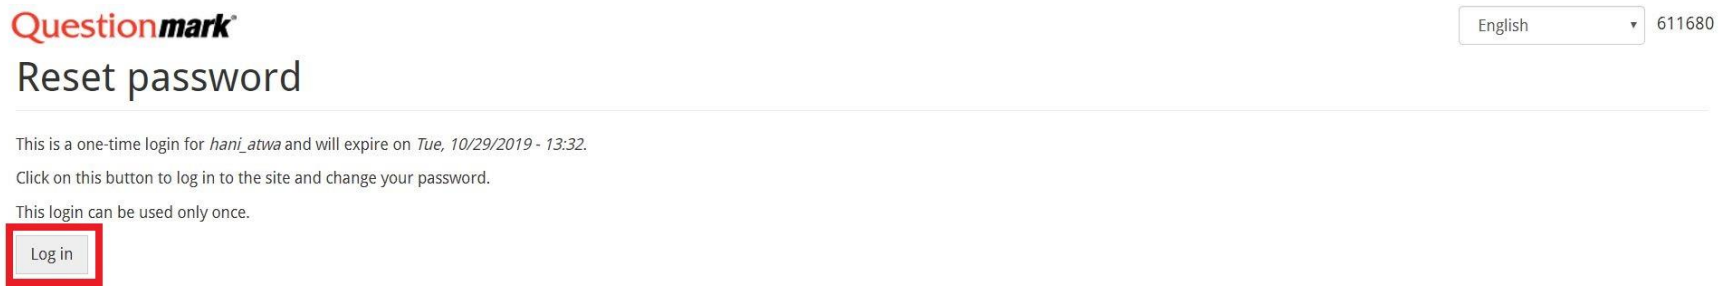 Questionmark®
English
611680
Reset password
This is a one-time login for hani_atwa and will expire on Tue, 10/29/2019 - 13:32.
Click on this button to log in to the site and change your password.
This login can be used only once.
Log in